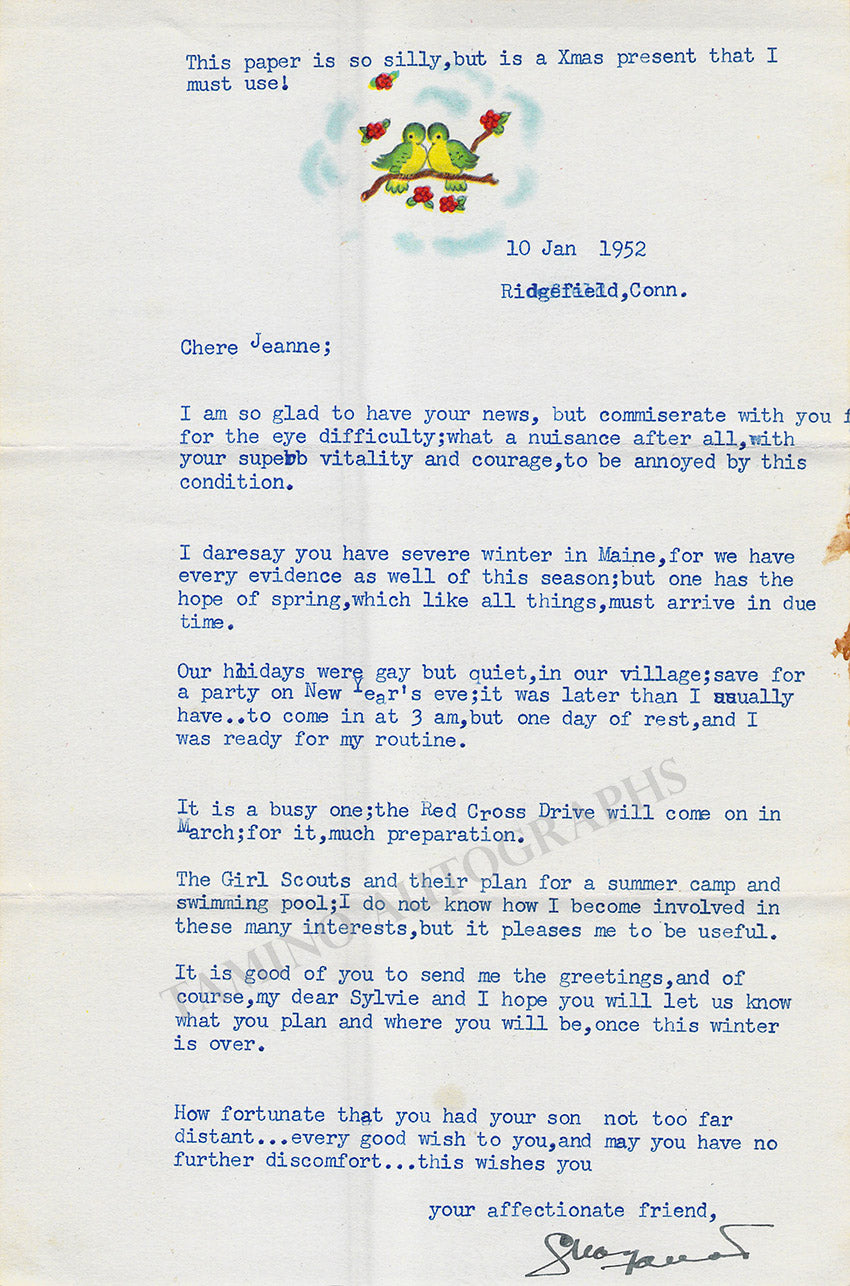 This paper is so silly,but is a Xmas present that I
must use!
10 Jan 1952
Ridgefield,Conn.
Chere Jeanne;
I am so glad to have your news, but commiserate with you f
for the eye difficulty;what a nuisance after all,with
your superb vitality and courage,to be annoyed by this
condition.
I daresay you have severe winter in Maine,for we have
every evidence as well of this season;but one has the
hope of spring,which like all things,must arrive in due
time.
Our hlidays were gay but quiet,in our village;save for
a party on New Year's eve;it was later than I usually
have..to come in at 3 am,but one day of rest,and I
was ready for my routine.
It is a busy one;the Red Cross Drive will come on in
March;for it,much preparation.
The Girl Scouts and their plan for a summer camp and
swimming pool;I do not know how I become involved in
these many interests,but it pleases me to be useful.
It is good of you to send me the greetings,and of
course,my dear Sylvie and I hope you will let us know
what you plan and where you will be,once this winter
is over.
How fortunate that you had your son not too far
distant...every good wish to you,and may you have no
further discomfort...this wishes you
your affectionate friend,
TAMINO AUTOGRAPHS